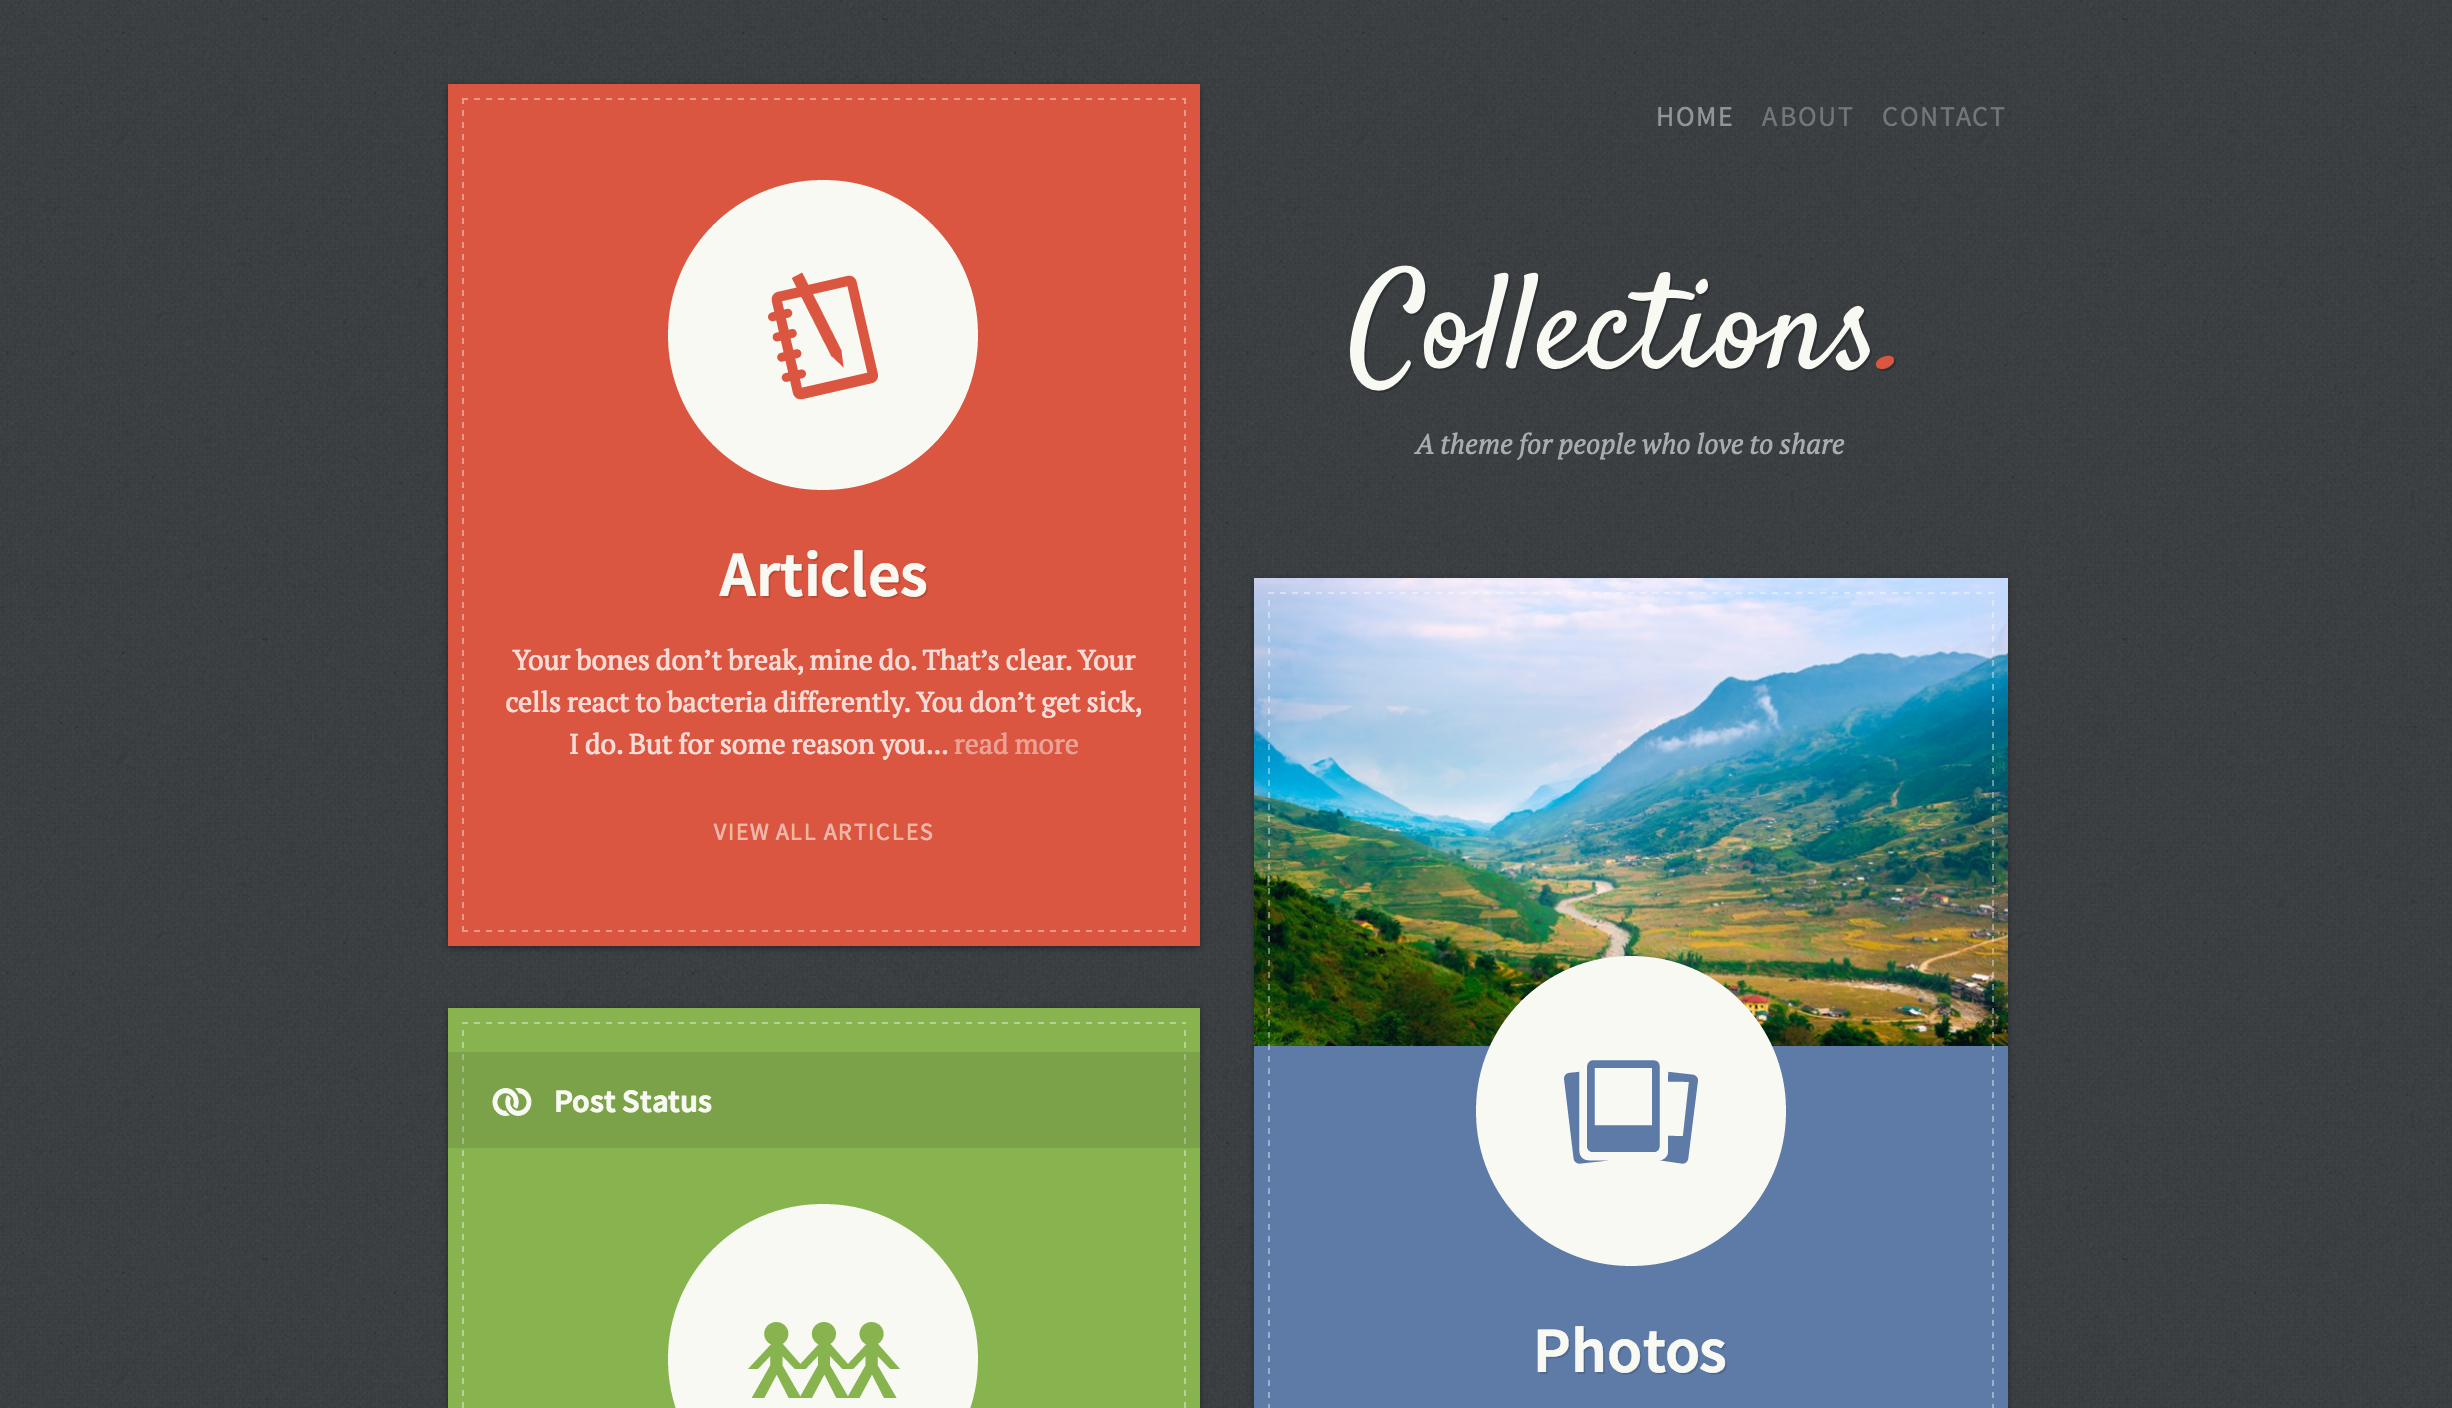 HOME ABOUT CONTACT
Collections.
A theme for people who love to share
Articles
Your bones don’t break, mine do. That’s clear. Your
cells react to bacteria differently. You don’t get sick,
I do. But for some reason you... read more
VIEW ALL ARTICLES
Post Status
Photos